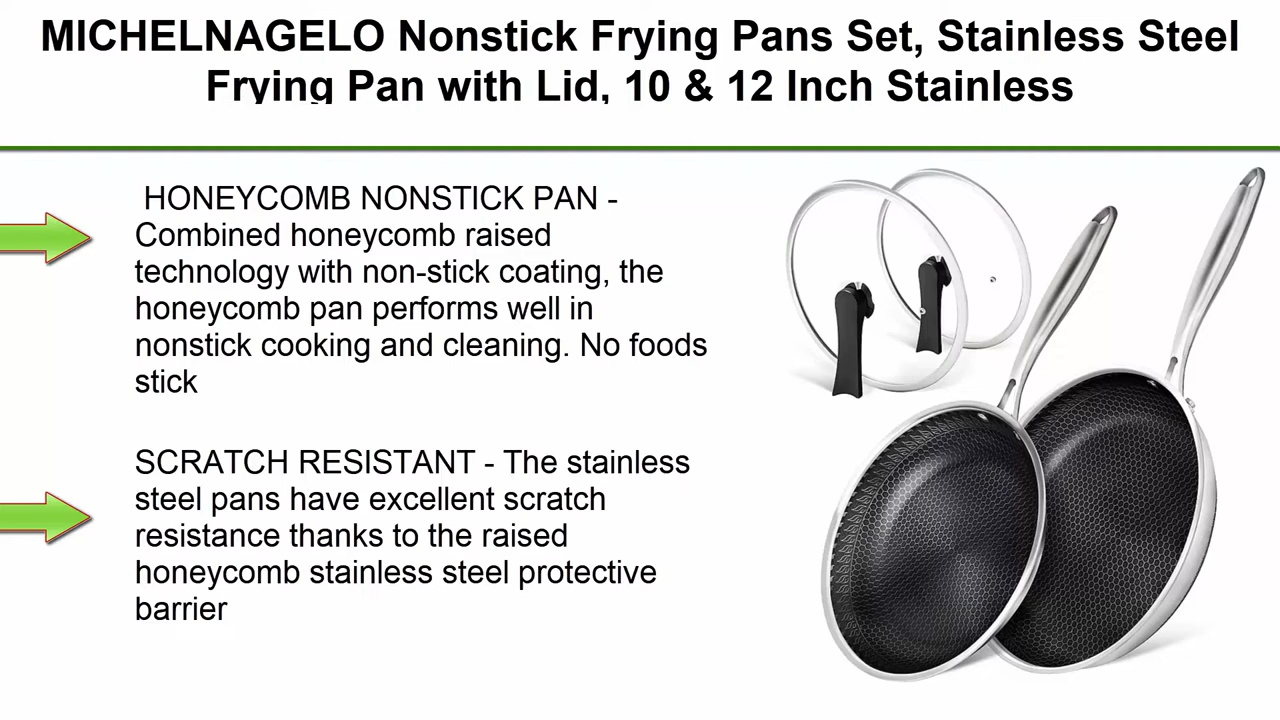 MICHELNAGELO Nonstick Frying Pans Set, Stainless Steel
Frying Pan with Lid, 10 & 12 Inch Stainless
HONEYCOMB NONSTICK PAN -
Combined honeycomb raised
technology with non-stick coating, the
honeycomb pan performs well in
nonstick cooking and cleaning. No foods
stick
SCRATCH RESISTANT - The stainless
steel pans have excellent scratch
resistance thanks to the raised
honeycomb stainless steel protective
barrier